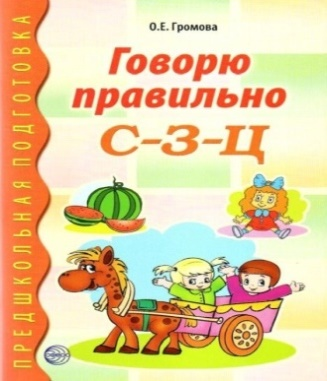 О.Е. Громова
Говорю
правильно
С-З-Ц
ПРЕДШКОЛЬНАЯ ПОДГОТОВКА